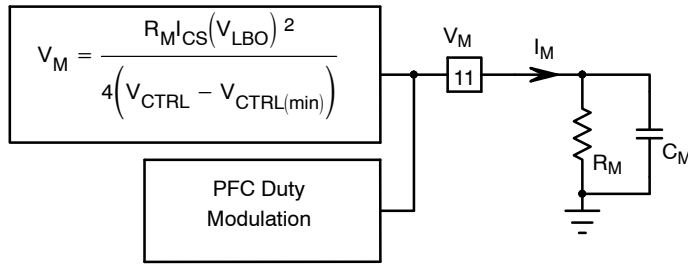 V_M = R_M I_CS (V_LBO)² / 4(V_CTRL − V_CTRL(min))
V_M
I_M
11
R_M
C_M
PFC Duty
Modulation